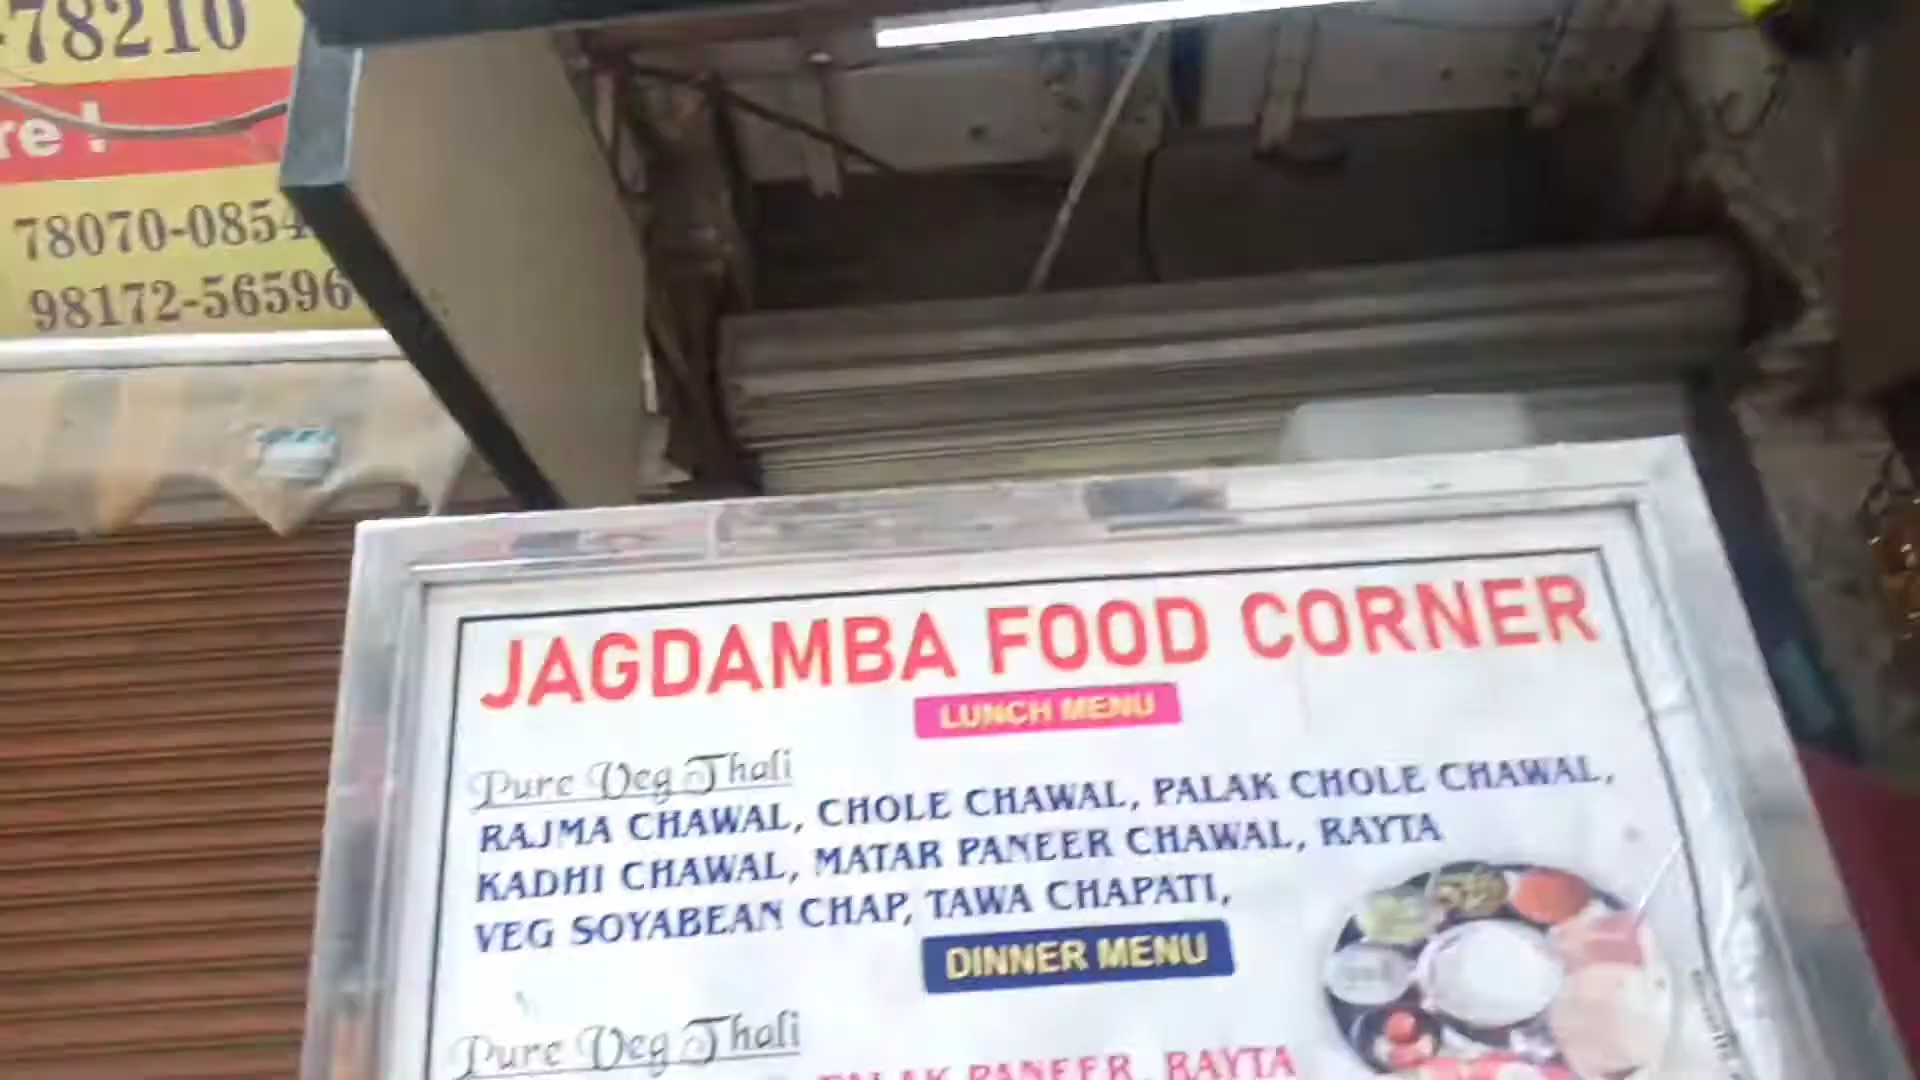 -78210
re !
78070-0854
98172-56596
JAGDAMBA FOOD CORNER
LUNCH MENU
Pure Veg Thali
RAJMA CHAWAL, CHOLE CHAWAL, PALAK CHOLE CHAWAL,
KADHI CHAWAL, MATAR PANEER CHAWAL, RAYTA
VEG SOYABEAN CHAP, TAWA CHAPATI,
DINNER MENU
Pure Veg Thali
PALAK PANEER, RAYTA